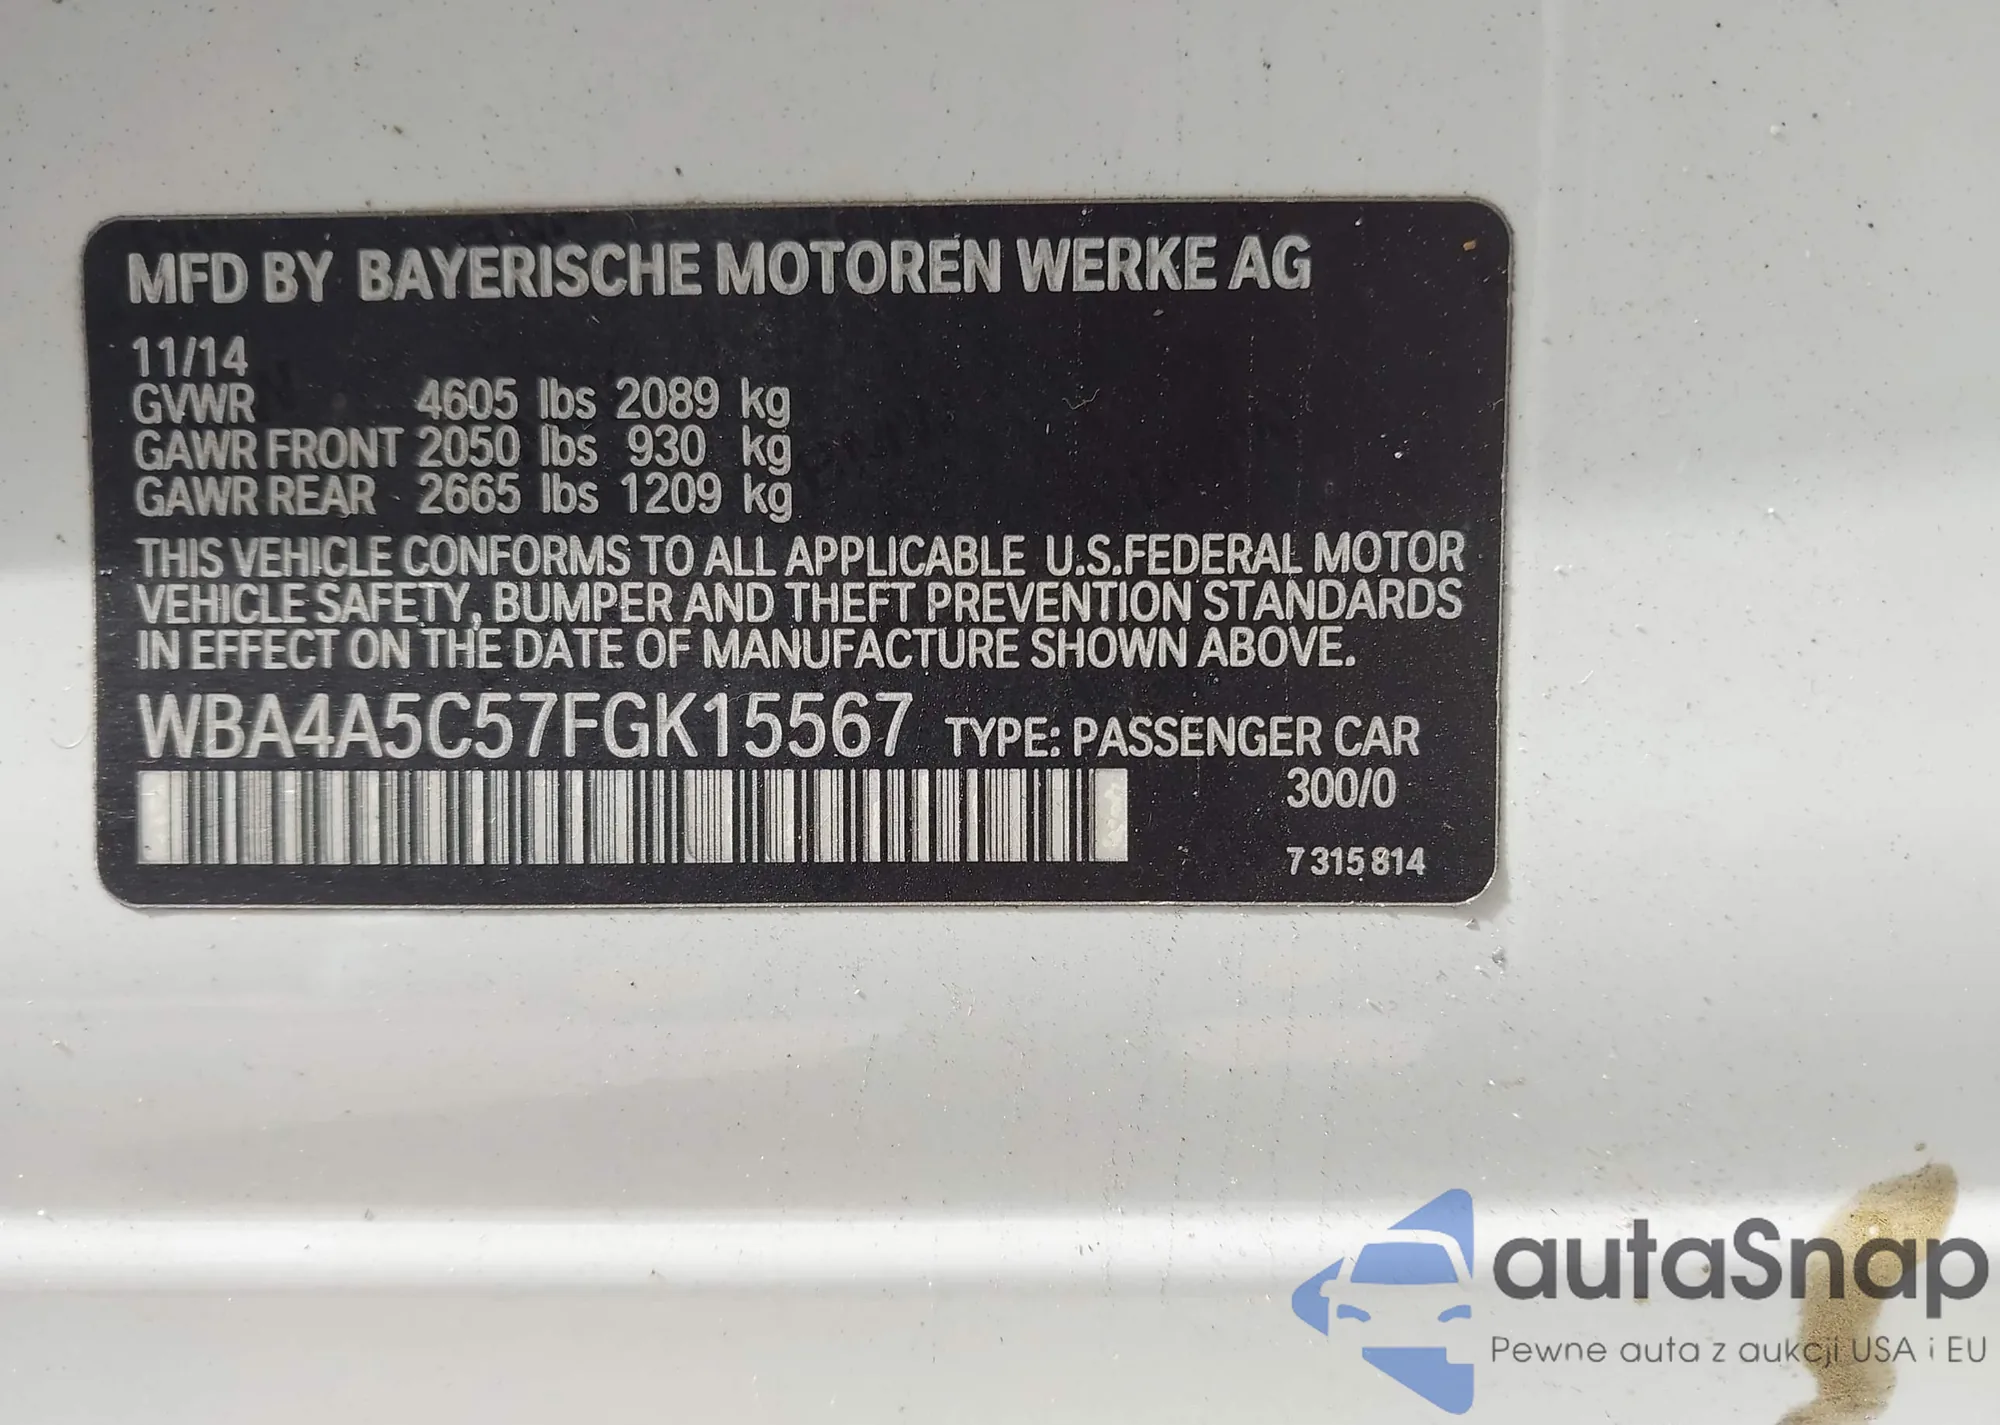 MFD BY BAYERISCHE MOTOREN WERKE AG
11/14
GVWR 4605 lbs 2089 kg
GAWR FRONT 2050 lbs 930 kg
GAWR REAR 2665 lbs 1209 kg
THIS VEHICLE CONFORMS TO ALL APPLICABLE U.S.FEDERAL MOTOR
VEHICLE SAFETY, BUMPER AND THEFT PREVENTION STANDARDS
IN EFFECT ON THE DATE OF MANUFACTURE SHOWN ABOVE.
WBA4A5C57FGK15567 TYPE: PASSENGER CAR
300/0
7 315 814
autaSnap
Pewne auta z aukcji USA i EU